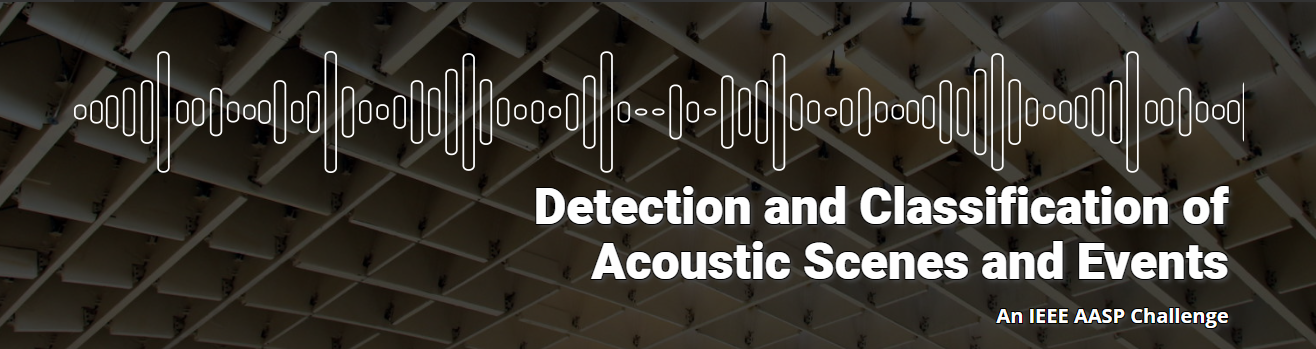 Detection and Classification of
Acoustic Scenes and Events
An IEEE AASP Challenge